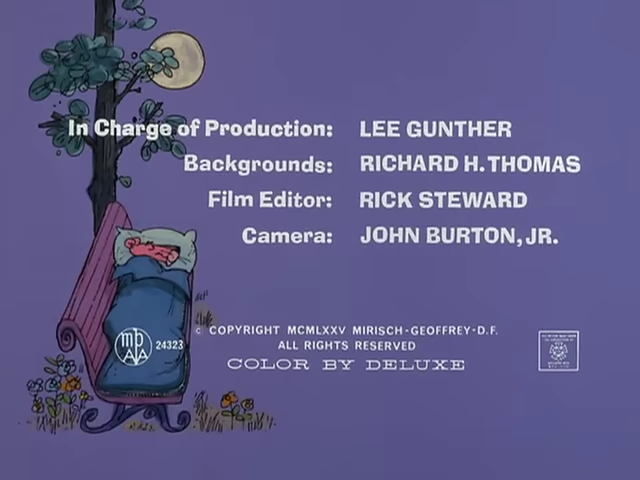 In Charge of Production: LEE GUNTHER
Backgrounds: RICHARD H. THOMAS
Film Editor: RICK STEWARD
Camera: JOHN BURTON, JR.
© COPYRIGHT MCMLXXV MIRISCH-GEOFFREY-D.F.
ALL RIGHTS RESERVED
COLOR BY DELUXE
24323